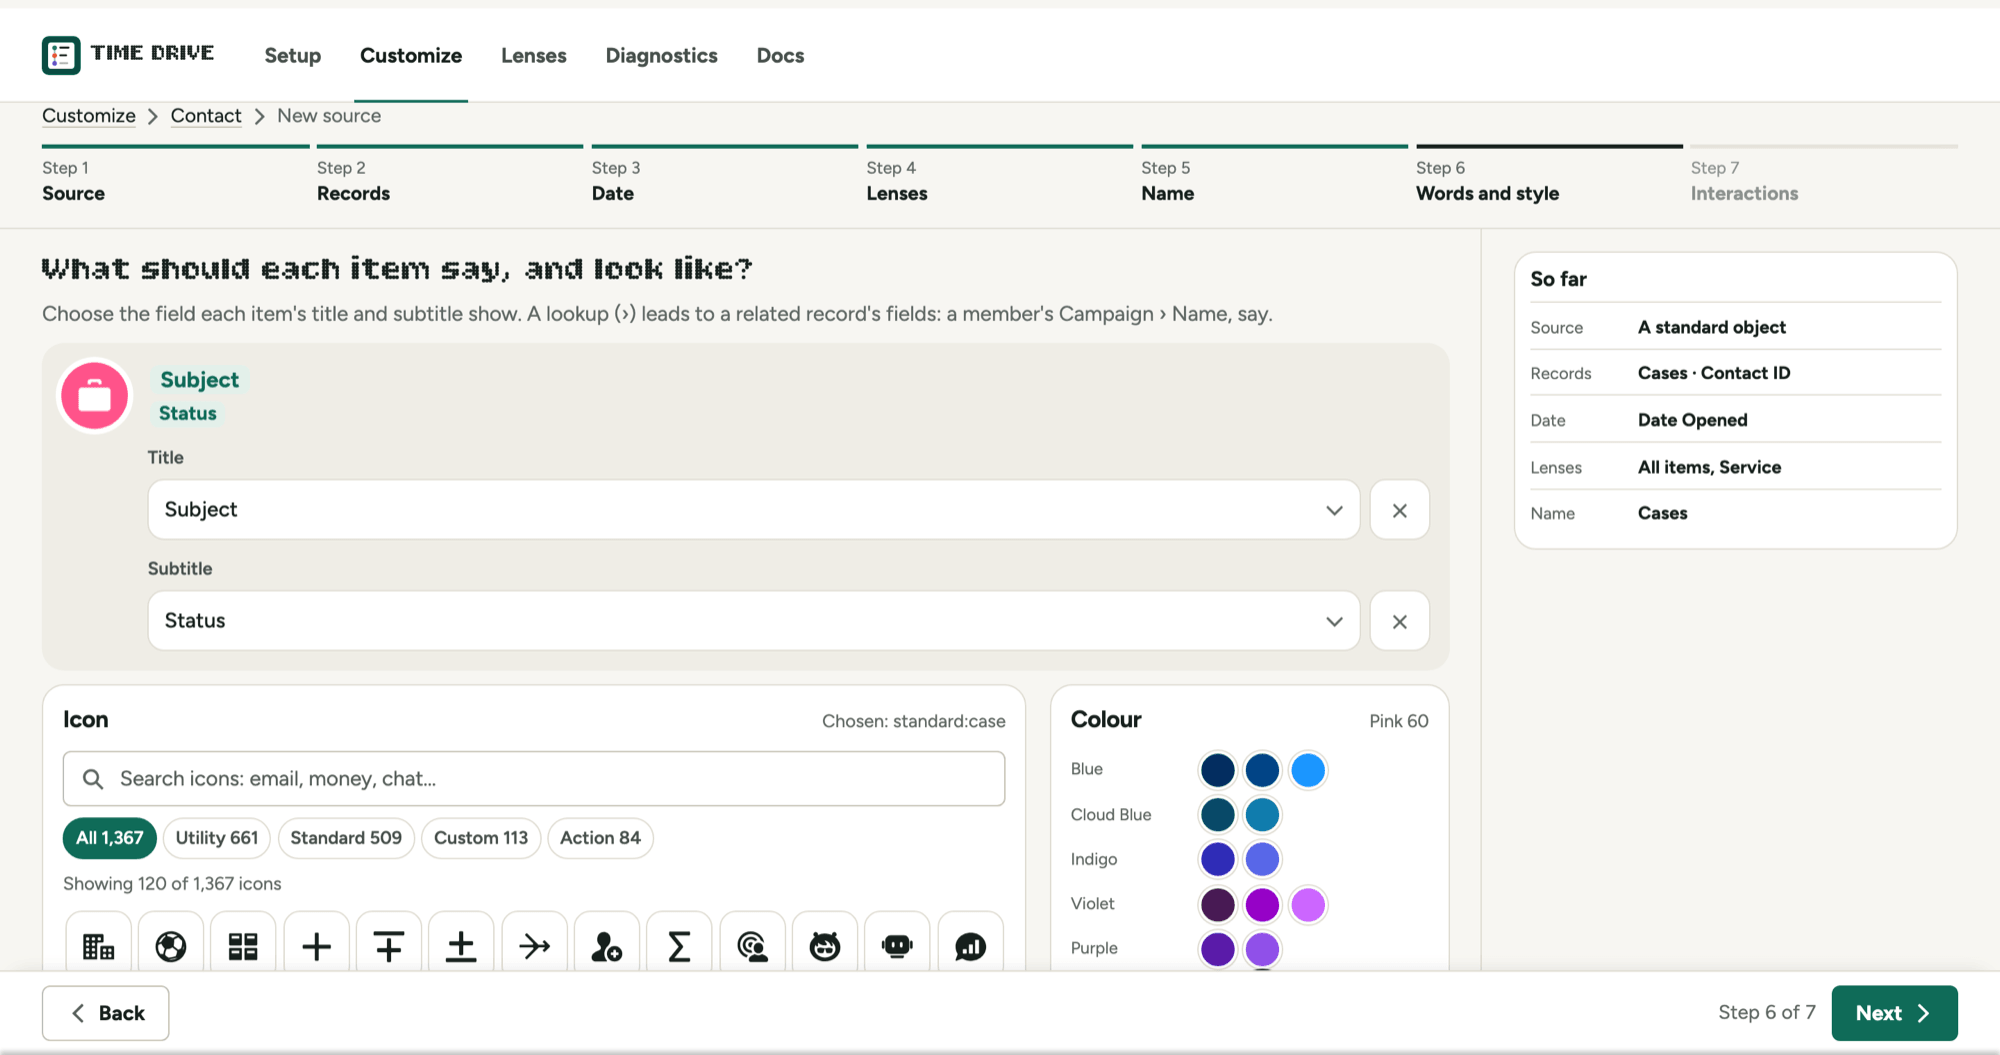 TIME DRIVE
Setup
Customize
Lenses
Diagnostics
Docs
Customize
Contact
New source
Step 1
Source
Step 2
Records
Step 3
Date
Step 4
Lenses
Step 5
Name
Step 6
Words and style
Step 7
Interactions
What should each item say, and look like?
Choose the field each item's title and subtitle show. A lookup (›) leads to a related record's fields: a member's Campaign › Name, say.
Subject
Status
Title
Subject
Subtitle
Status
Icon
Chosen: standard:case
Search icons: email, money, chat...
All 1,367
Utility 661
Standard 509
Custom 113
Action 84
Showing 120 of 1,367 icons
Colour
Pink 60
Blue
Cloud Blue
Indigo
Violet
Purple
So far
Source A standard object
Records Cases · Contact ID
Date Date Opened
Lenses All items, Service
Name Cases
Back
Step 6 of 7
Next